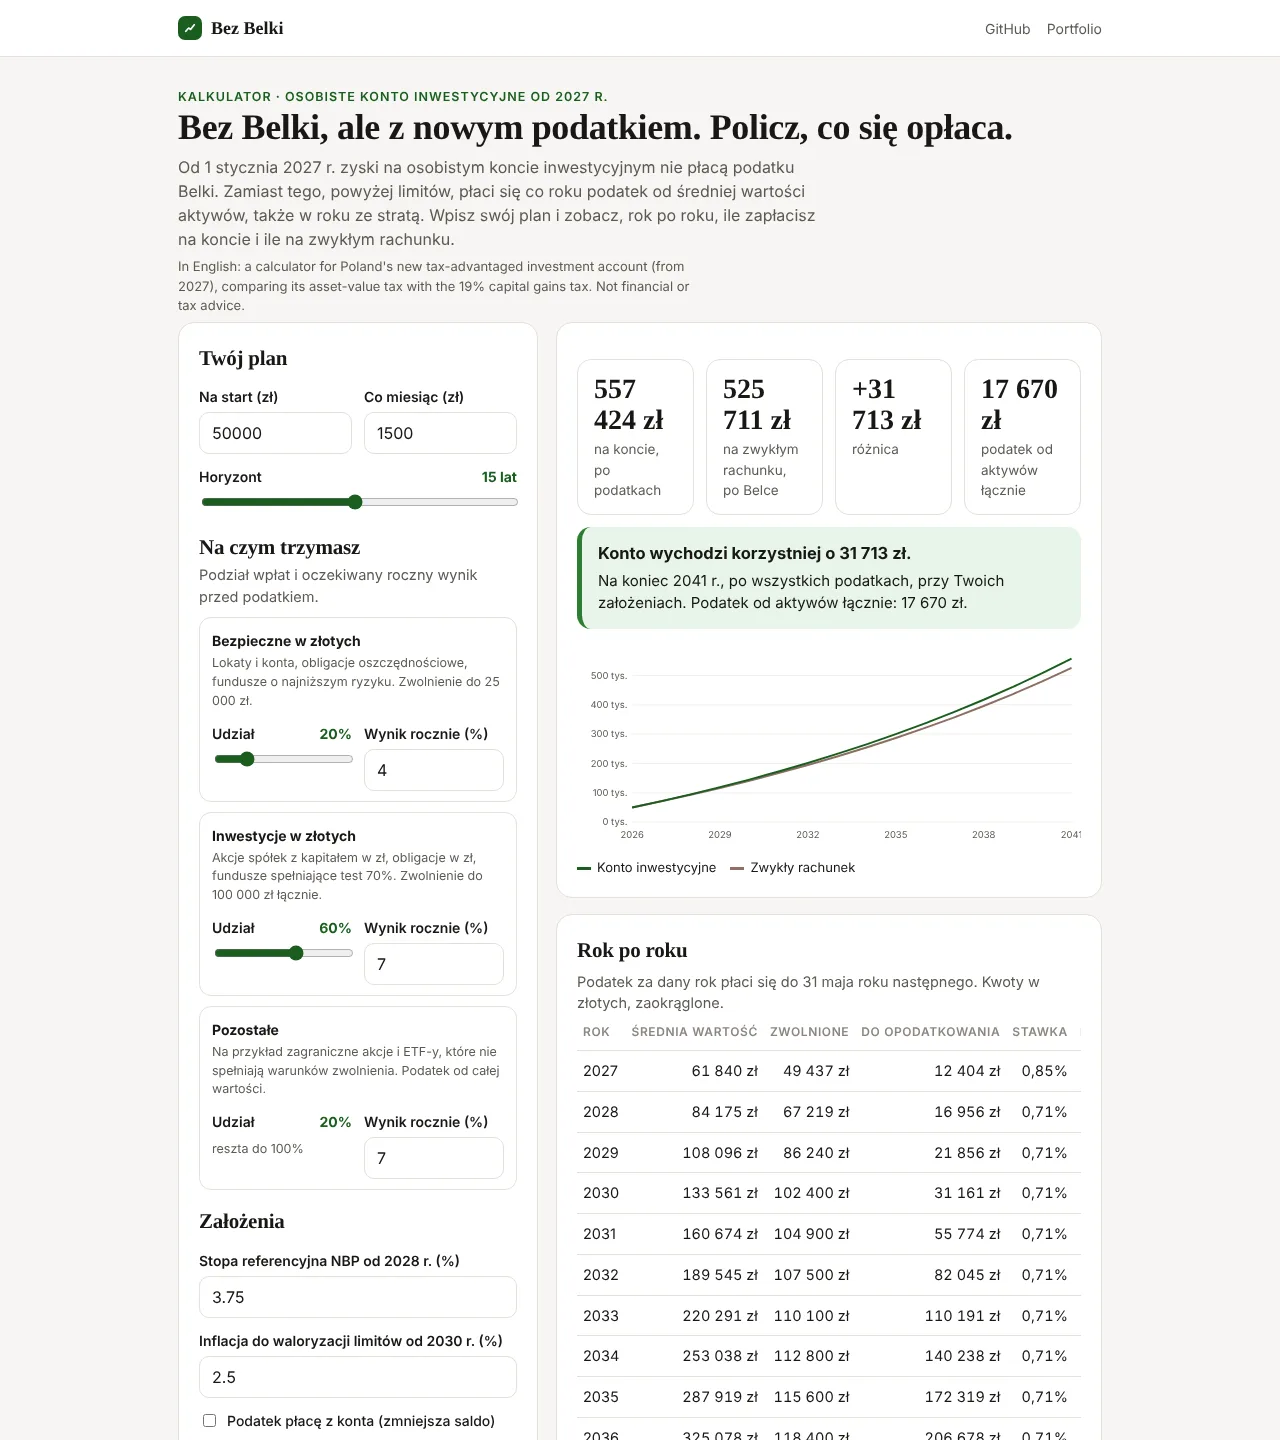 Bez Belki
GitHub Portfolio
KALKULATOR · OSOBISTE KONTO INWESTYCYJNE OD 2027 R.
Bez Belki, ale z nowym podatkiem. Policz, co się opłaca.
Od 1 stycznia 2027 r. zyski na osobistym koncie inwestycyjnym nie płacą podatku
Belki. Zamiast tego, powyżej limitów, płaci się co roku podatek od średniej wartości
aktywów, także w roku ze stratą. Wpisz swój plan i zobacz, rok po roku, ile zapłacisz
na koncie i ile na zwykłym rachunku.
In English: a calculator for Poland's new tax-advantaged investment account (from
2027), comparing its asset-value tax with the 19% capital gains tax. Not financial or
tax advice.
Twój plan
Na start (zł) Co miesiąc (zł)
50000 1500
Horyzont 15 lat
Na czym trzymasz
Podział wpłat i oczekiwany roczny wynik
przed podatkiem.
Bezpieczne w złotych
Lokaty i konta, obligacje oszczędnościowe,
fundusze o najniższym ryzyku. Zwolnienie do 25
000 zł.
Udział 20% Wynik rocznie (%)
4
Inwestycje w złotych
Akcje spółek z kapitałem w zł, obligacje w zł,
fundusze spełniające test 70%. Zwolnienie do
100 000 zł łącznie.
Udział 60% Wynik rocznie (%)
7
Pozostałe
Na przykład zagraniczne akcje i ETF-y, które nie
spełniają warunków zwolnienia. Podatek od całej
wartości.
Udział 20% Wynik rocznie (%)
reszta do 100% 7
Założenia
Stopa referencyjna NBP od 2028 r. (%)
3.75
Inflacja do waloryzacji limitów od 2030 r. (%)
2.5
Podatek płacę z konta (zmniejsza saldo)
557
424 zł
na koncie,
po
podatkach
525
711 zł
na zwykłym
rachunku,
po Belce
+31
713 zł
różnica
17 670
zł
podatek od
aktywów
łącznie
Konto wychodzi korzystniej o 31 713 zł.
Na koniec 2041 r., po wszystkich podatkach, przy Twoich
założeniach. Podatek od aktywów łącznie: 17 670 zł.
500 tys.
400 tys.
300 tys.
200 tys.
100 tys.
0 tys.
2026 2029 2032 2035 2038 2041
Konto inwestycyjne Zwykły rachunek
Rok po roku
Podatek za dany rok płaci się do 31 maja roku następnego. Kwoty w
złotych, zaokrąglone.
ROK ŚREDNIA WARTOŚĆ ZWOLNIONE DO OPODATKOWANIA STAWKA
2027 61 840 zł 49 437 zł 12 404 zł 0,85%
2028 84 175 zł 67 219 zł 16 956 zł 0,71%
2029 108 096 zł 86 240 zł 21 856 zł 0,71%
2030 133 561 zł 102 400 zł 31 161 zł 0,71%
2031 160 674 zł 104 900 zł 55 774 zł 0,71%
2032 189 545 zł 107 500 zł 82 045 zł 0,71%
2033 220 291 zł 110 100 zł 110 191 zł 0,71%
2034 253 038 zł 112 800 zł 140 238 zł 0,71%
2035 287 919 zł 115 600 zł 172 319 zł 0,71%
2036 325 078 zł 118 400 zł 206 678 zł 0,71%